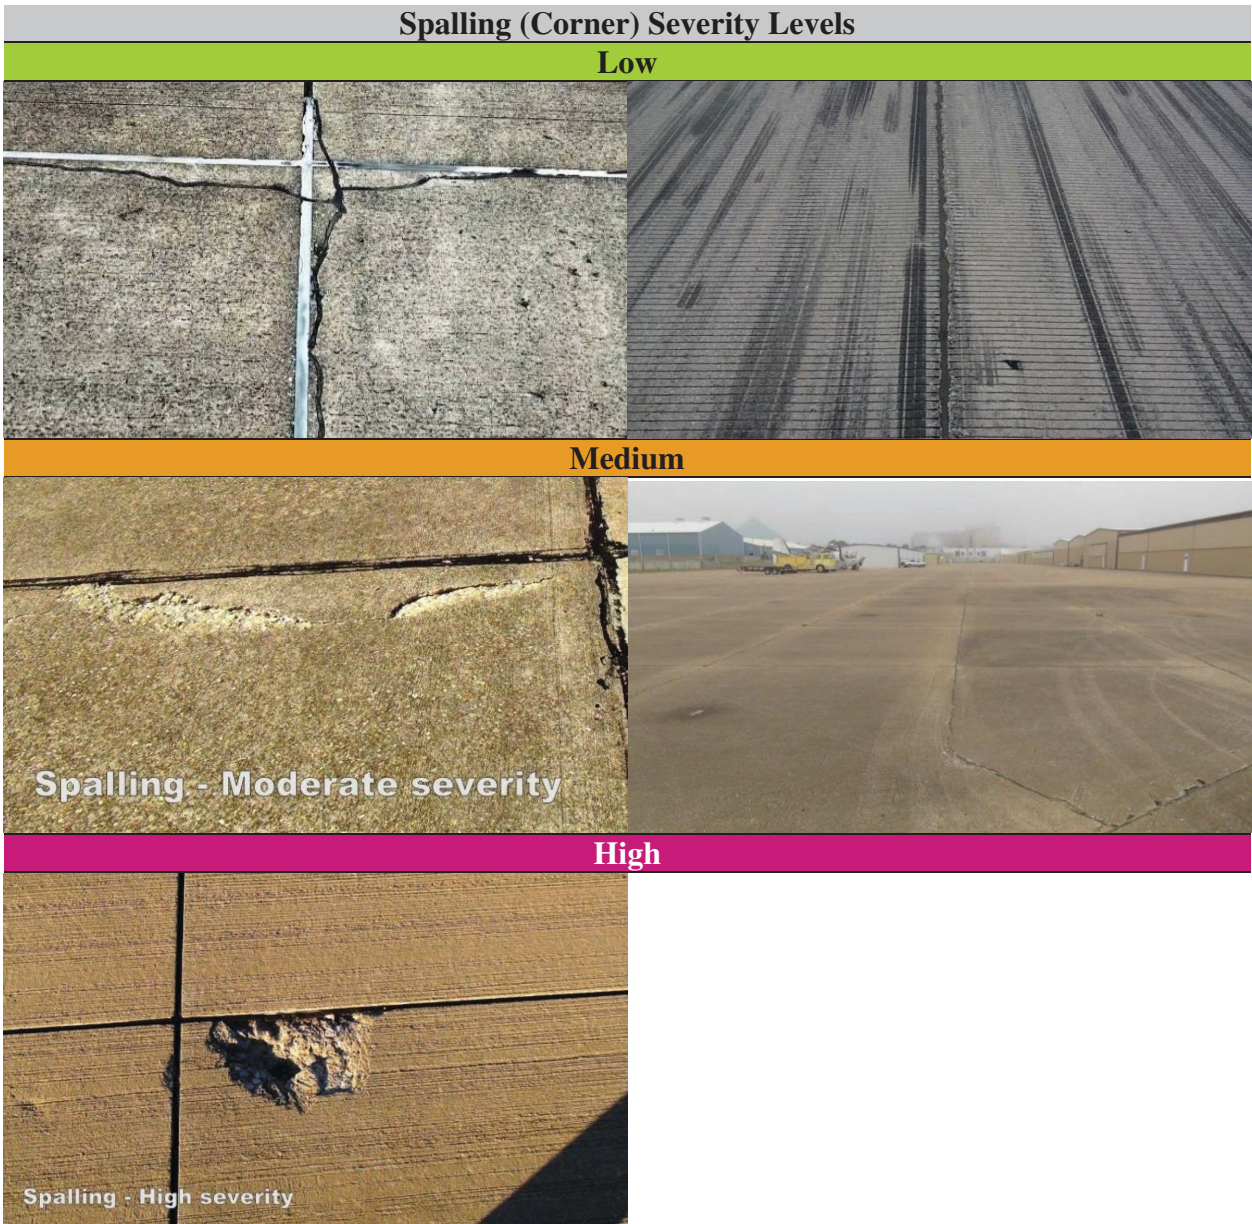 Spalling (Corner) Severity Levels
Low
Medium
Spalling - Moderate severity
High
Spalling - High severity